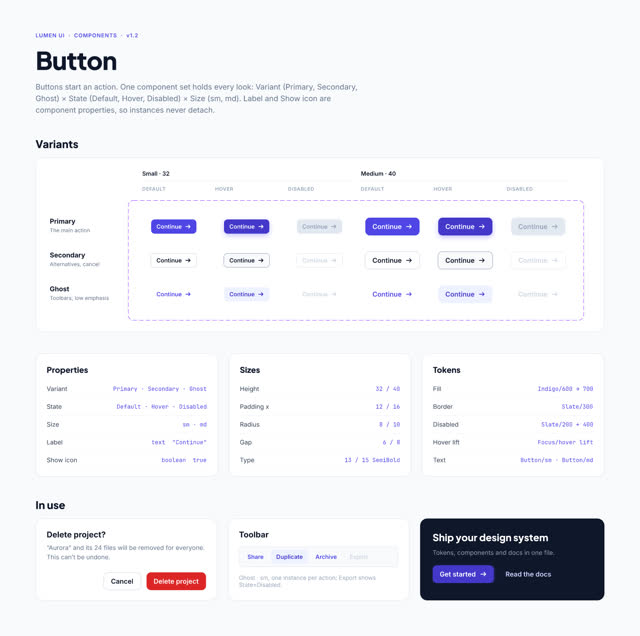 LUMEN UI · COMPONENTS · v1.2
Button
Buttons start an action. One component set holds every look: Variant (Primary, Secondary,
Ghost) × State (Default, Hover, Disabled) × Size (sm, md). Label and Show icon are
component properties, so instances never detach.
Variants
Small · 32 Medium · 40
DEFAULT HOVER DISABLED DEFAULT HOVER DISABLED
Primary
The main action
Continue → Continue → Continue → Continue → Continue → Continue →
Secondary
Alternatives, cancel
Continue → Continue → Continue → Continue → Continue → Continue →
Ghost
Toolbars, low emphasis
Continue → Continue → Continue → Continue → Continue → Continue →
Properties
Variant Primary · Secondary · Ghost
State Default · Hover · Disabled
Size sm · md
Label text "Continue"
Show icon boolean true
Sizes
Height 32 / 40
Padding x 12 / 16
Radius 8 / 10
Gap 6 / 8
Type 13 / 15 SemiBold
Tokens
Fill Indigo/600 → 700
Border Slate/300
Disabled Slate/200 + 400
Hover lift Focus/hover lift
Text Button/sm · Button/md
In use
Delete project?
"Aurora" and its 24 files will be removed for everyone.
This can't be undone.
Cancel Delete project
Toolbar
Share Duplicate Archive Export
Ghost · sm, one instance per action; Export shows
State=Disabled.
Ship your design system
Tokens, components and docs in one file.
Get started → Read the docs